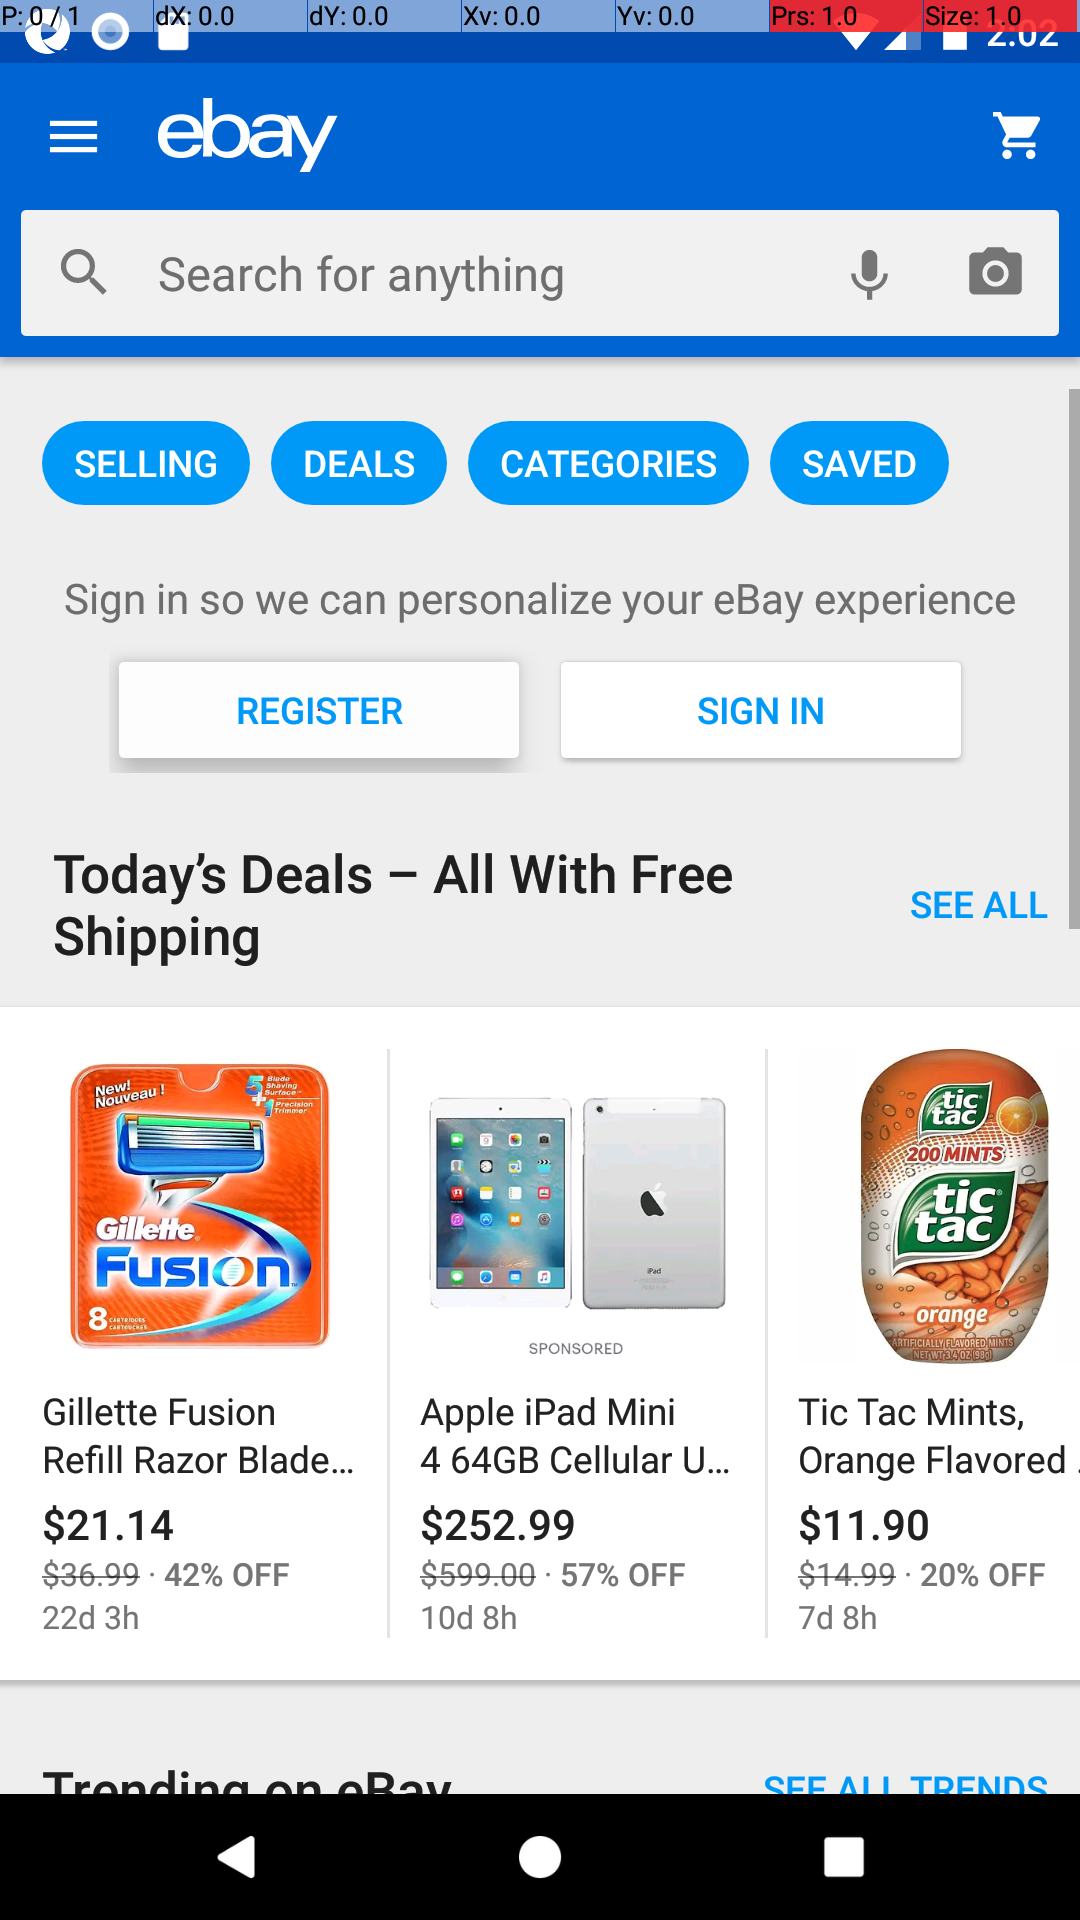 P: 0 / 1 dX: 0.0 dY: 0.0 Xv: 0.0 Yv: 0.0 Prs: 1.0 Size: 1.0
2:02
ebay
Search for anything
SELLING DEALS CATEGORIES SAVED
Sign in so we can personalize your eBay experience
REGISTER SIGN IN
Today’s Deals – All With Free
Shipping
SEE ALL
New!
Nouveau !
5 Blade
Shaving
Surface
+1 Precision
Trimmer
Gillette
Fusion
8 CARTRIDGES
CARTOUCHES
iPad
SPONSORED
tic
tac
200 MINTS
tic
tac
orange
ARTIFICIALLY FLAVORED MINTS
NET WT 3.4 OZ (98g)
Gillette Fusion
Refill Razor Blade...
$21.14
$36.99 · 42% OFF
22d 3h
Apple iPad Mini
4 64GB Cellular U...
$252.99
$599.00 · 57% OFF
10d 8h
Tic Tac Mints,
Orange Flavored
$11.90
$14.99 · 20% OFF
7d 8h
Trending on eBay
SEE ALL TRENDS